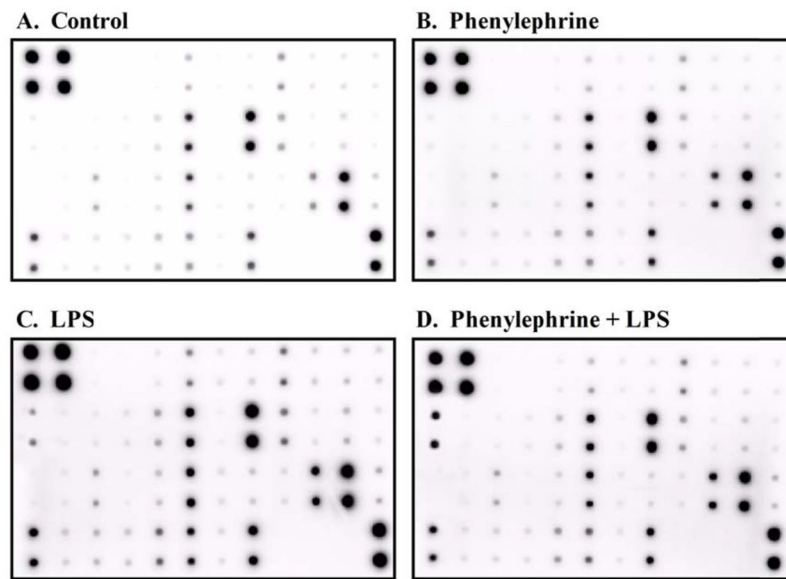 A. Control
B. Phenylephrine
C. LPS
D. Phenylephrine + LPS